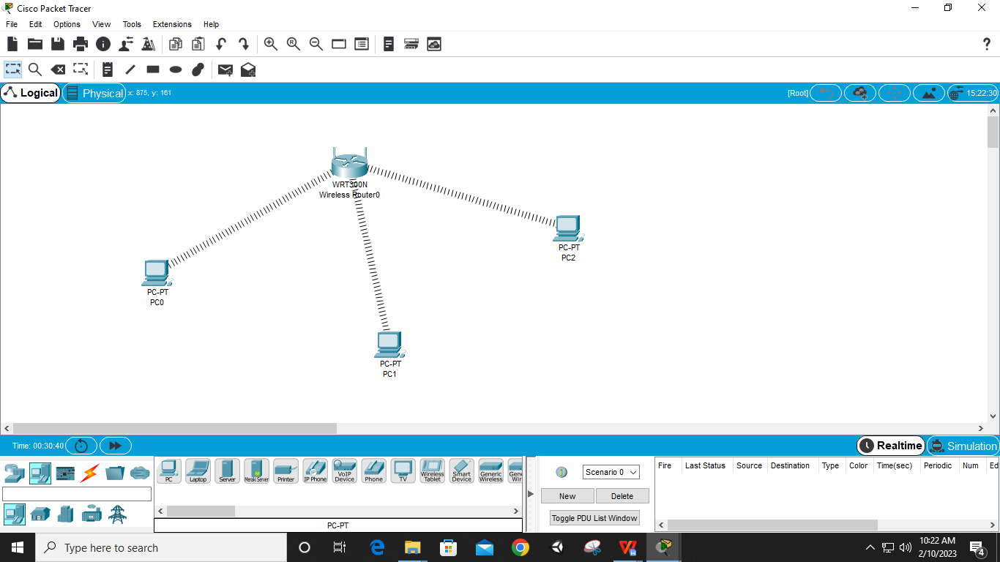 Cisco Packet Tracer
File Edit Options View Tools Extensions Help
?
Logical Physical x: 875, y: 161 [Root] 15:22:30
WRT300N
Wireless Router0
PC-PT
PC2
PC-PT
PC0
PC-PT
PC1
Time: 00:30:40 Realtime Simulation
PC Laptop Server Meraki Server Printer IP Phone VoIP Device Phone TV Wireless Tablet Smart Device Generic Wireless Gene Wir
PC-PT
Scenario 0
New Delete
Toggle PDU List Window
Fire Last Status Source Destination Type Color Time(sec) Periodic Num Edi
Type here to search
10:22 AM
2/10/2023
4